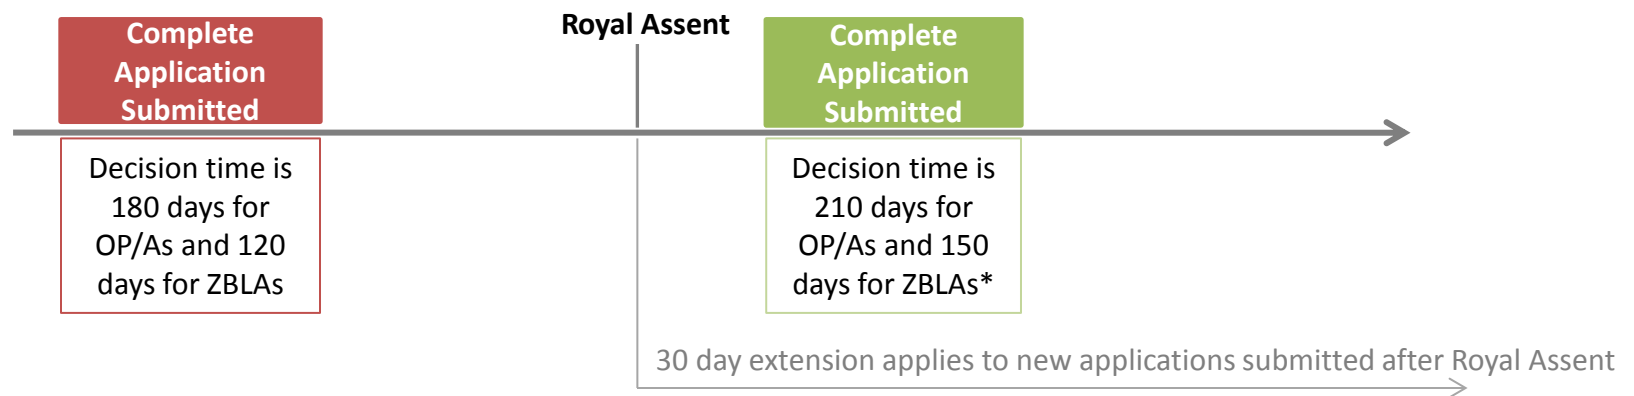 Complete
Application
Submitted
Decision time is
180 days for
OP/As and 120
days for ZBLAs
Royal Assent
Complete
Application
Submitted
Decision time is
210 days for
OP/As and 150
days for ZBLAs*
30 day extension applies to new applications submitted after Royal Assent